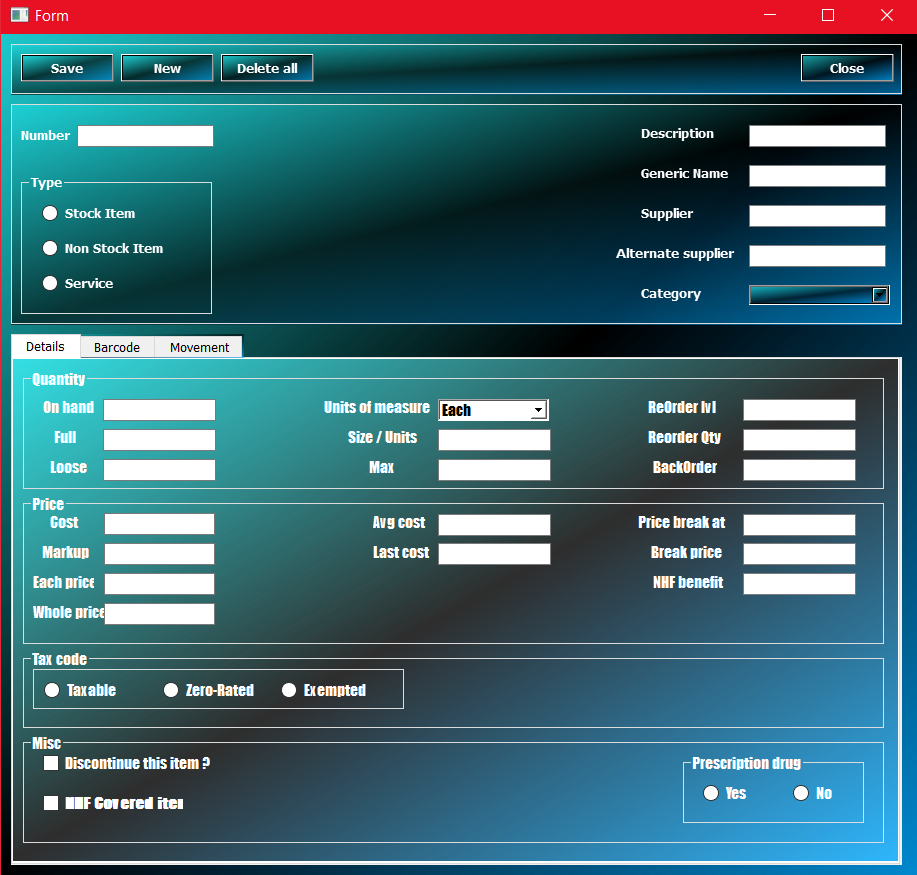 Form
Save New Delete all Close
Number Description
Generic Name
Type
Stock Item Supplier
Non Stock Item Alternate supplier
Service Category
Details Barcode Movement
Quantity
On hand Units of measure Each ReOrder lvl
Full Size / Units Reorder Qty
Loose Max BackOrder
Price
Cost Avg cost Price break at
Markup Last cost Break price
Each price NHF benefit
Whole price
Tax code
Taxable Zero-Rated Exempted
Misc
Discontinue this item ? Prescription drug
Yes No
Covered